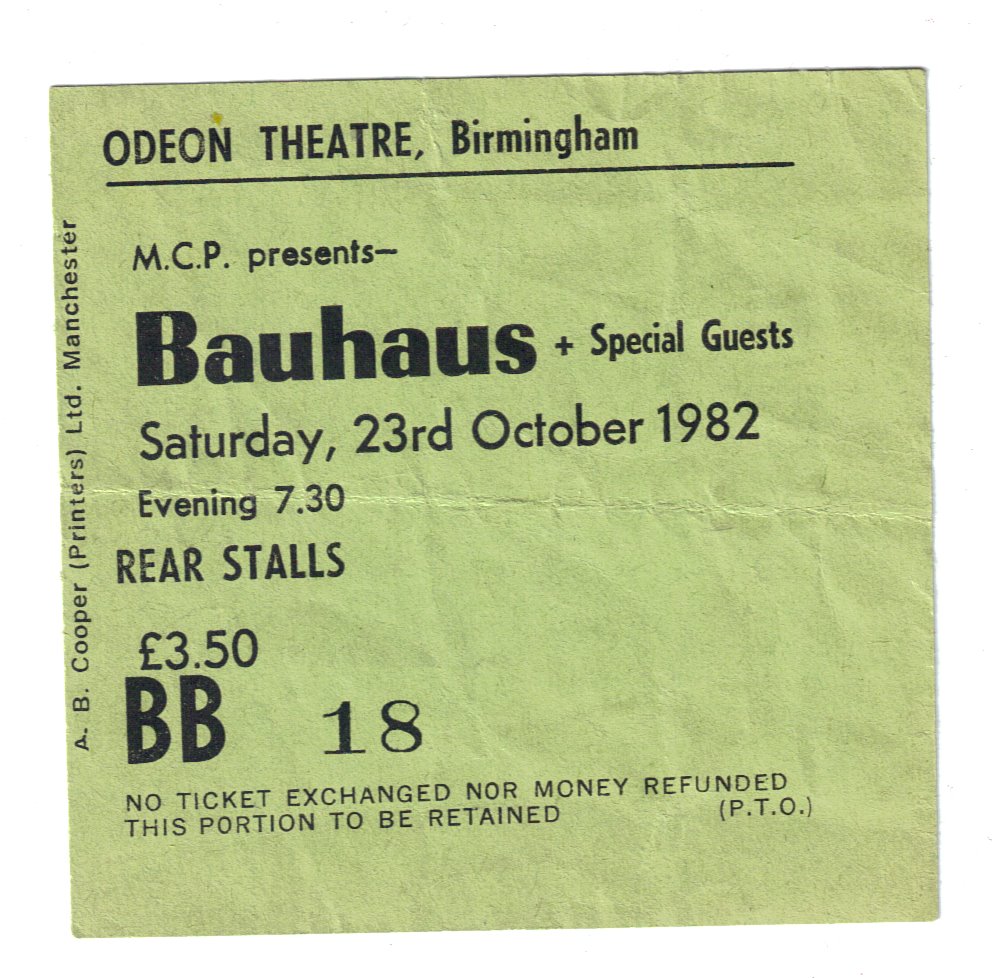 ODEON THEATRE, Birmingham
M.C.P. presents—
Bauhaus + Special Guests
Saturday, 23rd October 1982
Evening 7.30
REAR STALLS
£3.50
BB 18
NO TICKET EXCHANGED NOR MONEY REFUNDED
THIS PORTION TO BE RETAINED (P.T.O.)
A. B. Cooper (Printers) Ltd. Manchester